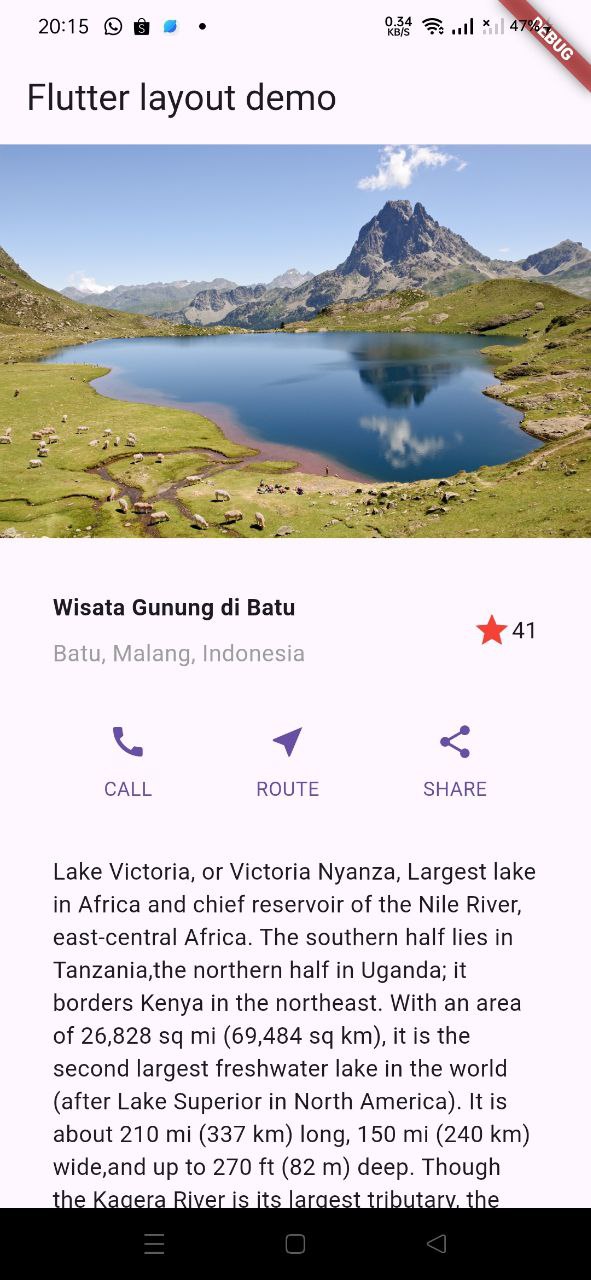 20:15
0.34
KB/S
47%
DEBUG
Flutter layout demo
Wisata Gunung di Batu
Batu, Malang, Indonesia
41
CALL
ROUTE
SHARE
Lake Victoria, or Victoria Nyanza, Largest lake
in Africa and chief reservoir of the Nile River,
east-central Africa. The southern half lies in
Tanzania,the northern half in Uganda; it
borders Kenya in the northeast. With an area
of 26,828 sq mi (69,484 sq km), it is the
second largest freshwater lake in the world
(after Lake Superior in North America). It is
about 210 mi (337 km) long, 150 mi (240 km)
wide,and up to 270 ft (82 m) deep. Though
the Kagera River is its largest tributary, the